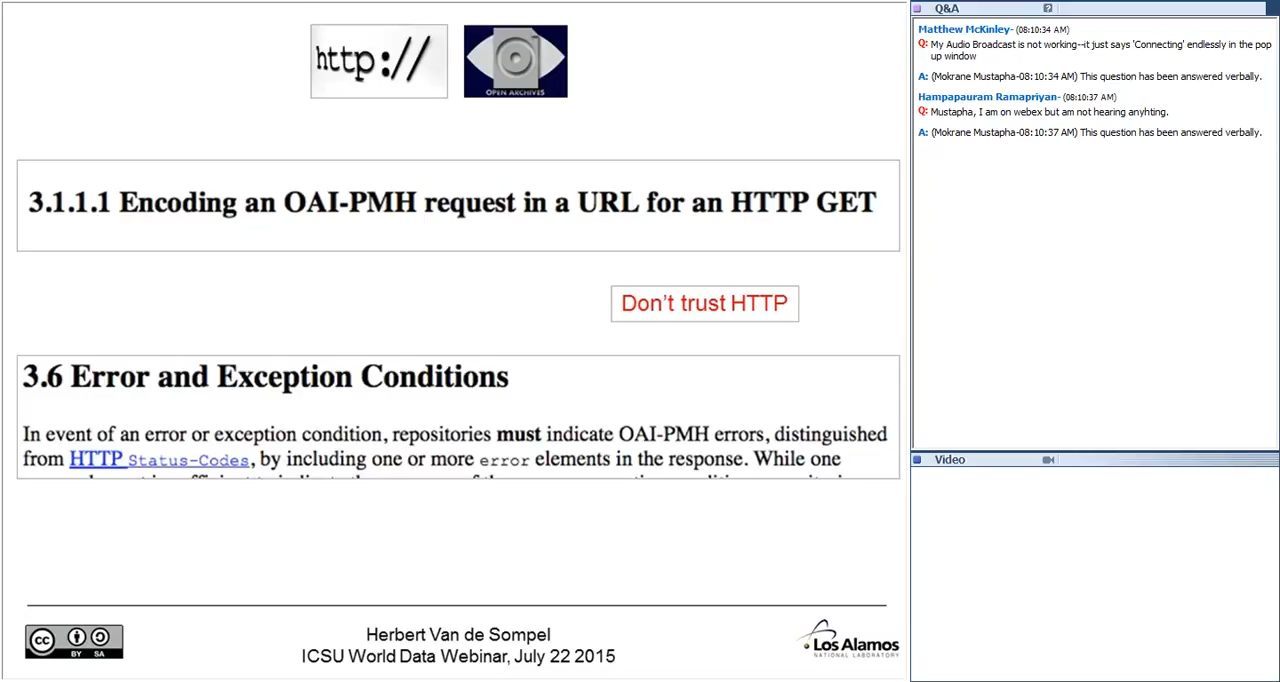 http://
OPEN ARCHIVES
3.1.1.1 Encoding an OAI-PMH request in a URL for an HTTP GET
Don't trust HTTP
3.6 Error and Exception Conditions
In event of an error or exception condition, repositories must indicate OAI-PMH errors, distinguished
from HTTP Status-Codes, by including one or more error elements in the response. While one
cc BY SA
Herbert Van de Sompel
ICSU World Data Webinar, July 22 2015
Los Alamos
NATIONAL LABORATORY
Q&A
Matthew McKinley- (08:10:34 AM)
Q: My Audio Broadcast is not working--it just says 'Connecting' endlessly in the pop
up window
A: (Mokrane Mustapha-08:10:34 AM) This question has been answered verbally.
Hampapauram Ramapriyan- (08:10:37 AM)
Q: Mustapha, I am on webex but am not hearing anyhting.
A: (Mokrane Mustapha-08:10:37 AM) This question has been answered verbally.
Video